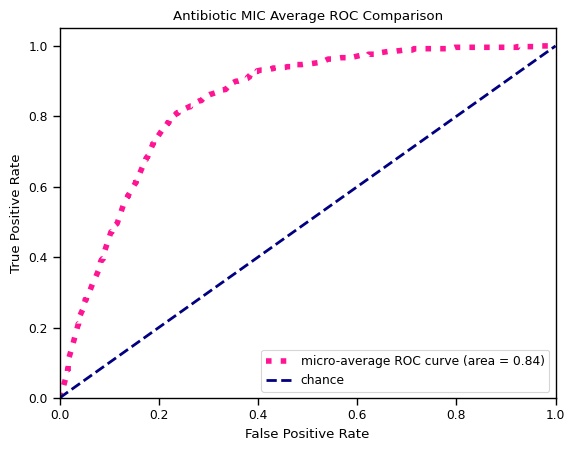 Antibiotic MIC Average ROC Comparison
True Positive Rate
1.0
0.8
0.6
0.4
0.2
0.0
micro-average ROC curve (area = 0.84)
chance
0.0 0.2 0.4 0.6 0.8 1.0
False Positive Rate